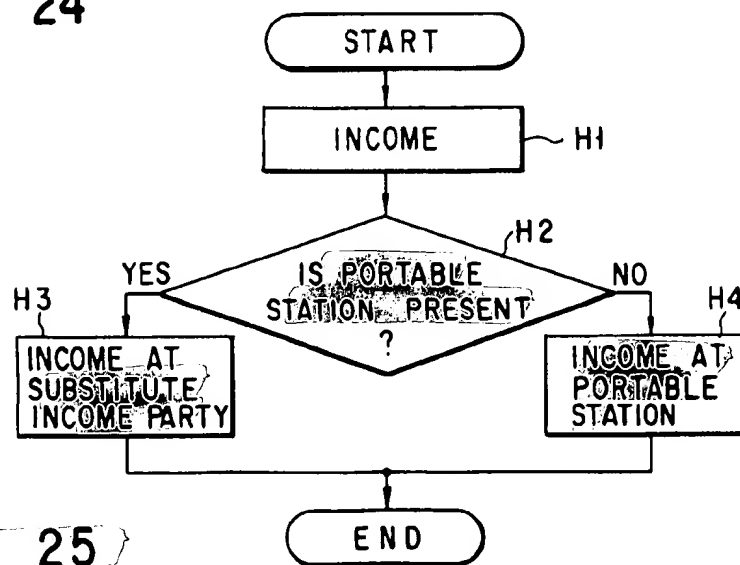 24
START
INCOME
H1
H2
YES
IS PORTABLE
STATION PRESENT
?
NO
H3
H4
INCOME AT
SUBSTITUTE
INCOME PARTY
INCOME AT
PORTABLE
STATION
END
25